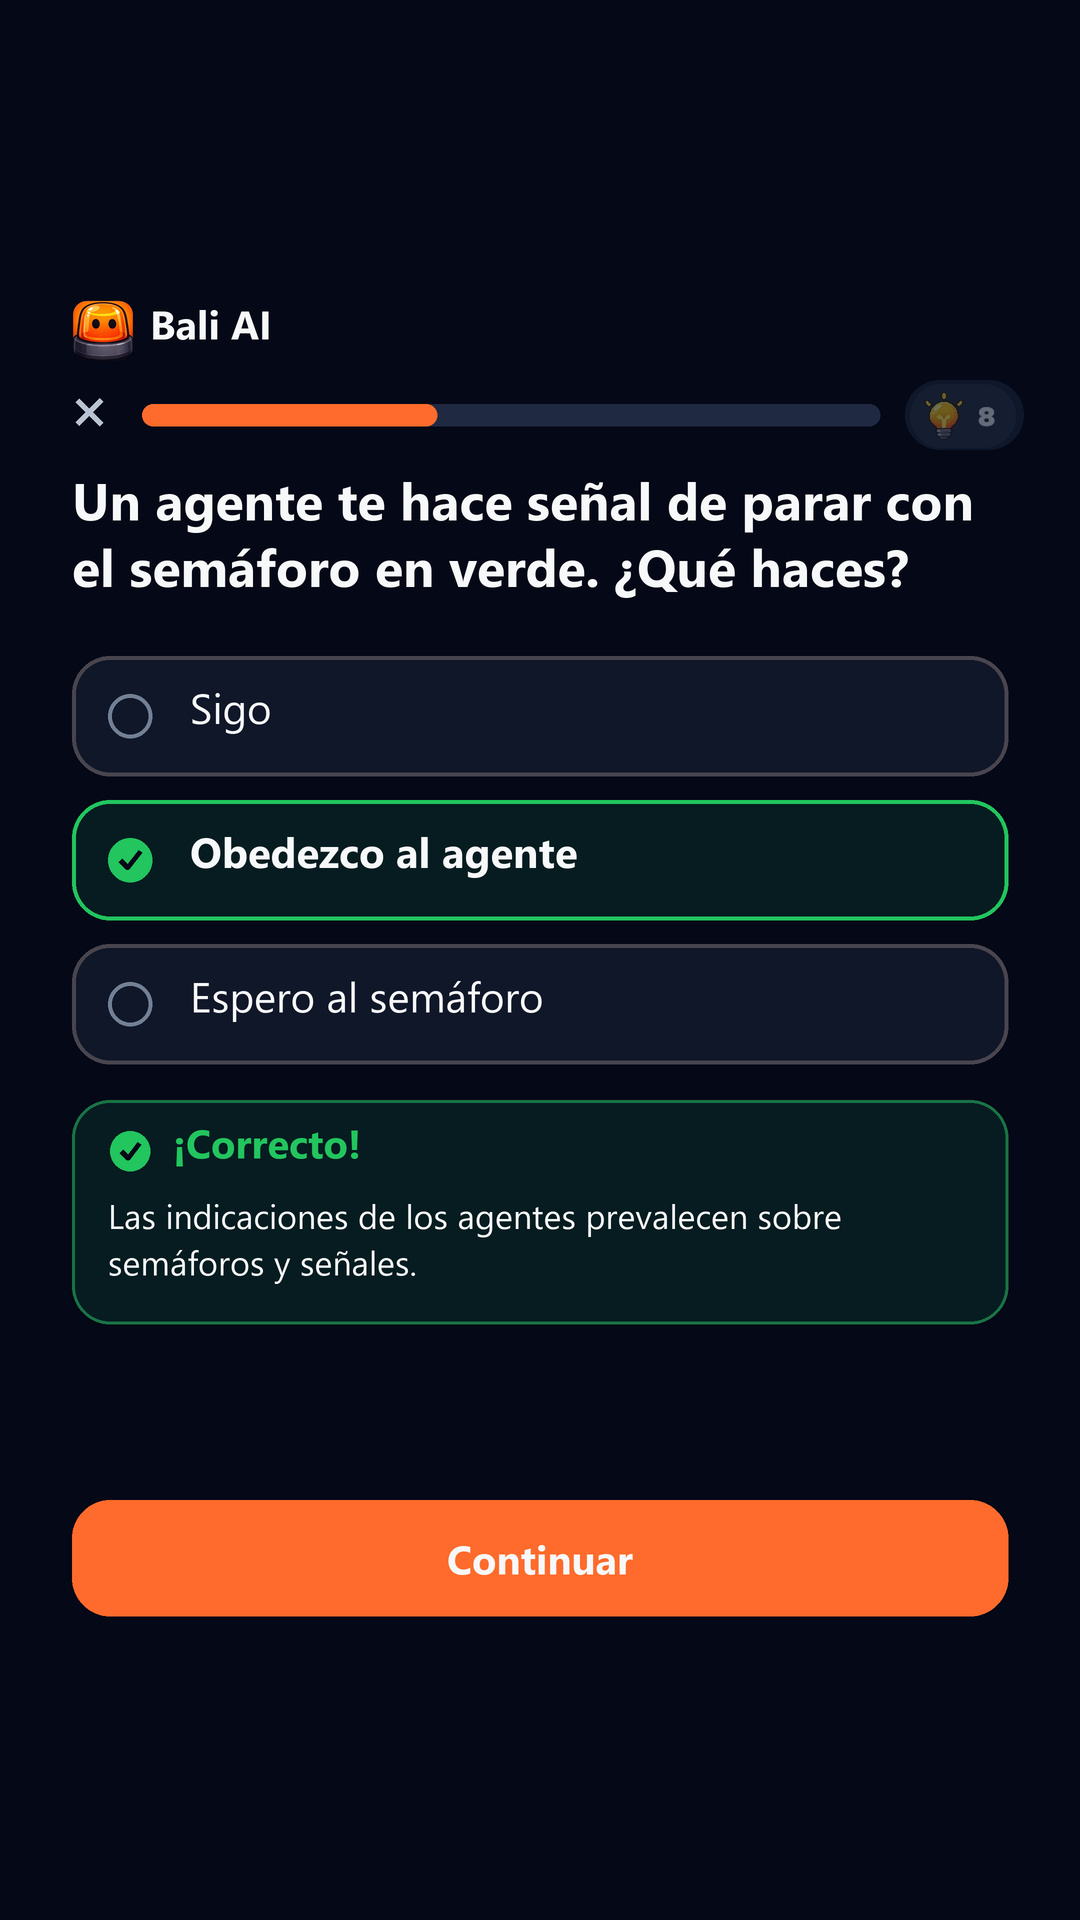 Bali AI
8
Un agente te hace señal de parar con
el semáforo en verde. ¿Qué haces?
Sigo
Obedezco al agente
Espero al semáforo
¡Correcto!
Las indicaciones de los agentes prevalecen sobre
semáforos y señales.
Continuar